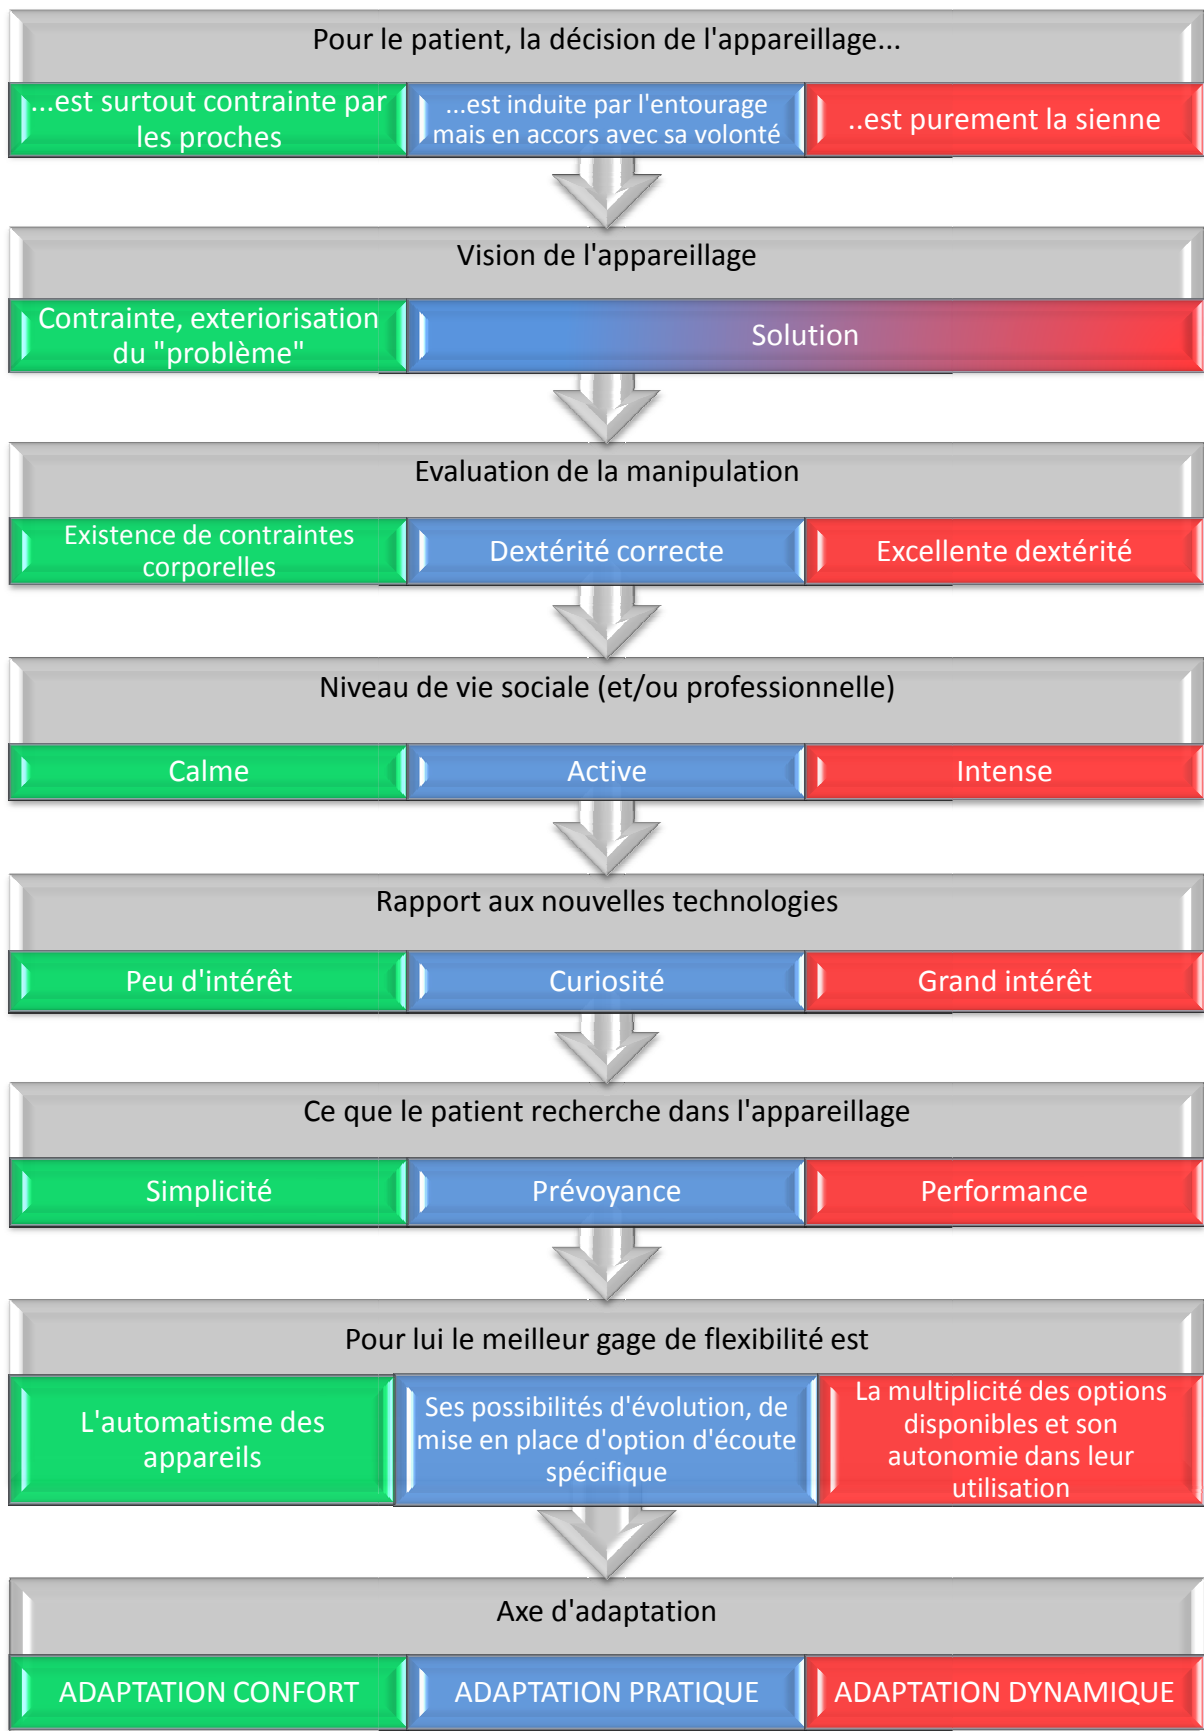 Pour le patient, la décision de l'appareillage...
...est surtout contrainte par
les proches
...est induite par l'entourage
mais en accors avec sa volonté
..est purement la sienne
Vision de l'appareillage
Contrainte, exteriorisation
du "problème"
Solution
Evaluation de la manipulation
Existence de contraintes
corporelles
Dextérité correcte
Excellente dextérité
Niveau de vie sociale (et/ou professionnelle)
Calme
Active
Intense
Rapport aux nouvelles technologies
Peu d'intérêt
Curiosité
Grand intérêt
Ce que le patient recherche dans l'appareillage
Simplicité
Prévoyance
Performance
Pour lui le meilleur gage de flexibilité est
L'automatisme des
appareils
Ses possibilités d'évolution, de
mise en place d'option d'écoute
spécifique
La multiplicité des options
disponibles et son
autonomie dans leur
utilisation
Axe d'adaptation
ADAPTATION CONFORT
ADAPTATION PRATIQUE
ADAPTATION DYNAMIQUE